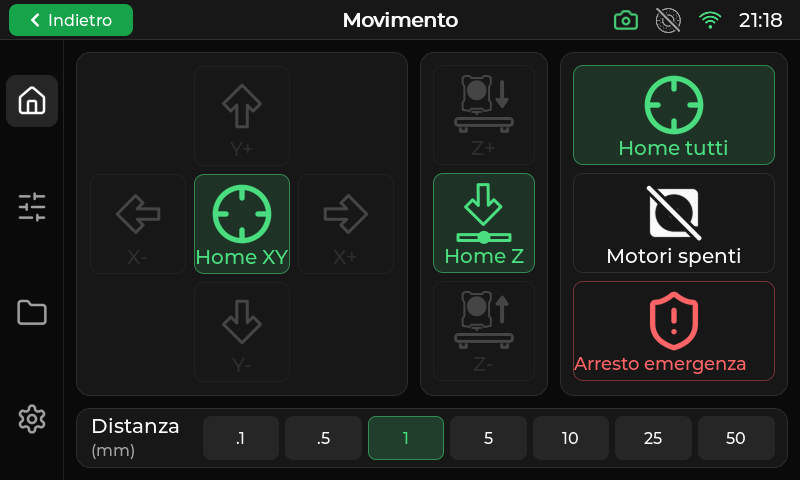 Indietro
Movimento
21:18
Y+
X-
Home XY
X+
Y-
Z+
Home Z
Z-
Home tutti
Motori spenti
Arresto emergenza
Distanza
(mm)
.1
.5
1
5
10
25
50